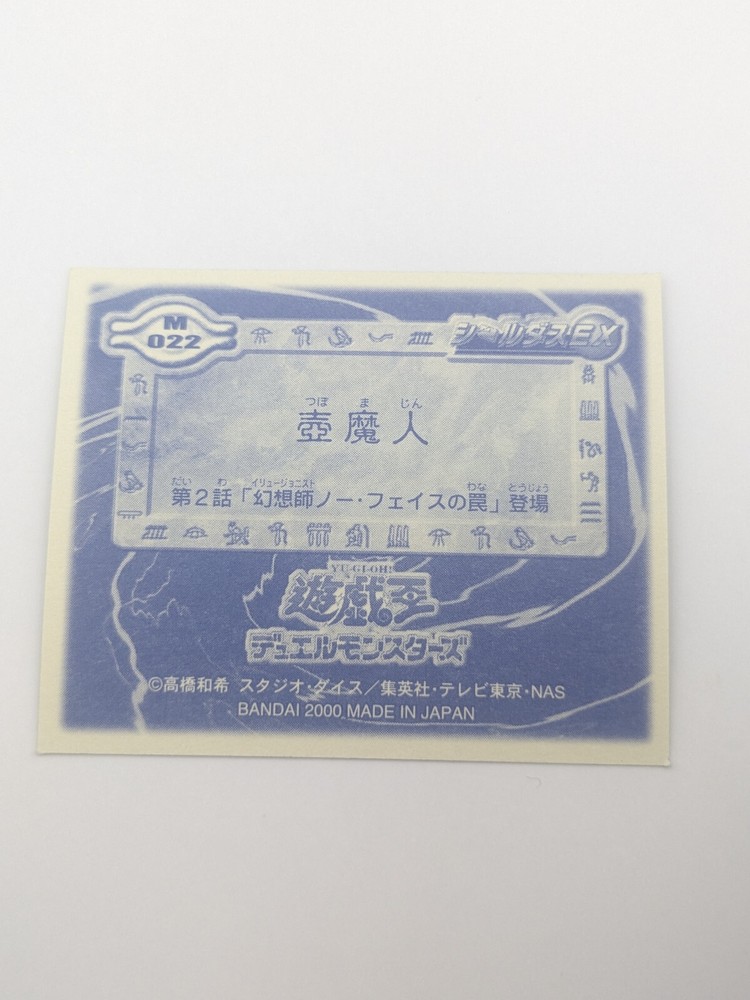 M
022
シールダスEX
つぼ ま じん
壺魔人
だい わ イリュージョニスト わな とうじょう
第2話「幻想師ノー・フェイスの罠」登場
YU-GI-OH!
遊戯王
デュエルモンスターズ
©高橋和希 スタジオ・ダイス／集英社・テレビ東京・NAS
BANDAI 2000 MADE IN JAPAN